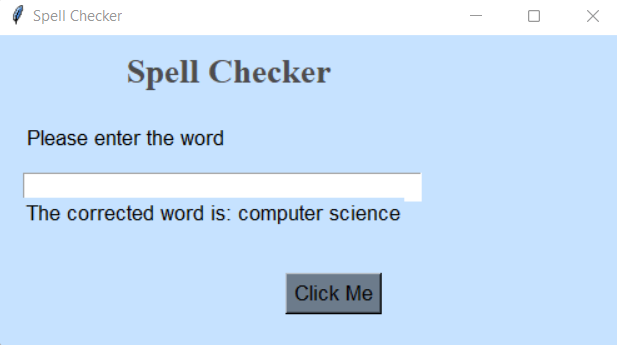 Spell Checker
Spell Checker
Please enter the word
The corrected word is: computer science
Click Me